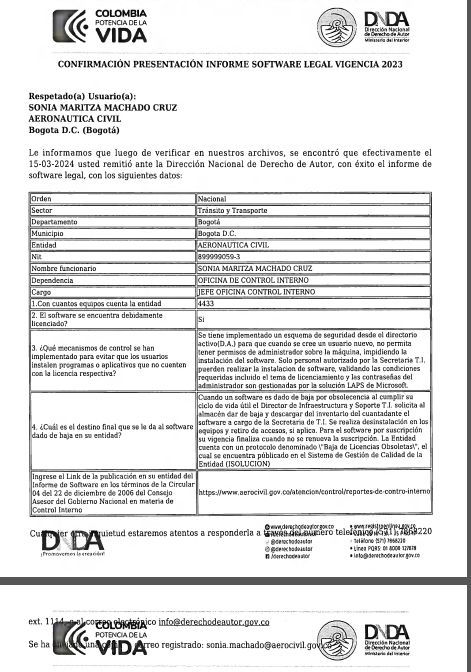 COLOMBIA
POTENCIA DE LA
VIDA
DNDA
Dirección Nacional
de Derecho de Autor
Ministerio del Interior
CONFIRMACIÓN PRESENTACIÓN INFORME SOFTWARE LEGAL VIGENCIA 2023
Respetado(a) Usuario(a):
SONIA MARITZA MACHADO CRUZ
AERONAUTICA CIVIL
Bogota D.C. (Bogotá)
Le informamos que luego de verificar en nuestros archivos, se encontró que efectivamente el
15-03-2024 usted remitió ante la Dirección Nacional de Derecho de Autor, con éxito el informe de
software legal, con los siguientes datos:
Orden Nacional
Sector Tránsito y Transporte
Departamento Bogotá
Municipio Bogota D.C.
Entidad AERONAUTICA CIVIL
Nit 899999059-3
Nombre funcionario SONIA MARITZA MACHADO CRUZ
Dependencia OFICINA DE CONTROL INTERNO
Cargo JEFE OFICINA CONTROL INTERNO
1.Con cuantos equipos cuenta la entidad 4433
2. El software se encuentra debidamente
licenciado?
Si
3. ¿Qué mecanismos de control se han
implementado para evitar que los usuarios
instalen programas o aplicativos que no cuenten
con la licencia respectiva?
Se tiene implementado un esquema de seguridad desde el directorio
activo(D.A.) para que cuando se cree un usuario nuevo, no permita
tener permisos de administrador sobre la máquina, impidiendo la
instalación de software. Solo personal autorizado por la Secretaria T.I.
pueden realizar la instalacion de software, validando las condiciones
requeridas incluido el tema de licenciamiento y las contraseñas del
administrador son gestionadas por la solución LAPS de Microsoft.
4. ¿Cuál es el destino final que se le da al software
dado de baja en su entidad?
Cuando un software es dado de baja por obsolescencia al cumplir su
ciclo de vida útil el Director de Infraestructura y Soporte T.I. solicita al
almacén dar de baja y descargar del inventario del cuantadante el
software a cargo de la Secretaria de T.I. Se realiza desinstalación en los
equipos y retiro de accesos, si aplica. Para el software por suscripción
su vigencia finaliza cuando no se renueva la suscripción. La Entidad
cuenta con un protocolo denominado \"Baja de Licencias Obsoletas\", el
cual se encuentra públicado en el Sistema de Gestión de Calidad de la
Entidad (ISOLUCION)
Ingrese el Link de la publicación en su entidad del
Informe de Software en los términos de la Circular
04 del 22 de diciembre de 2006 del Consejo
Asesor del Gobierno Nacional en materia de
Control Interno
https://www.aerocivil.gov.co/atencion/control/reportes-de-contro-interno
Cualquier otra inquietud estaremos atentos a responderla a través del número telefónico (571) 7868220
DNDA
¡Promovemos la creación!
www.derechodeautor.gov.co
@derechodeautor
@derechodeautor
@derechodeautor
www.registroenlinea.gov.co
Teléfono (571) 7868220
Línea PQRS: 01 8000 127878
info@derechodeautor.gov.co
ext. 1114, o al correo electrónico info@derechodeautor.gov.co
COLOMBIA
POTENCIA DE LA
VIDA
Se ha correo registrado: sonia.machado@aerocivil.gov.co
DNDA
Dirección Nacional
de Derecho de Autor
Ministerio del Interior